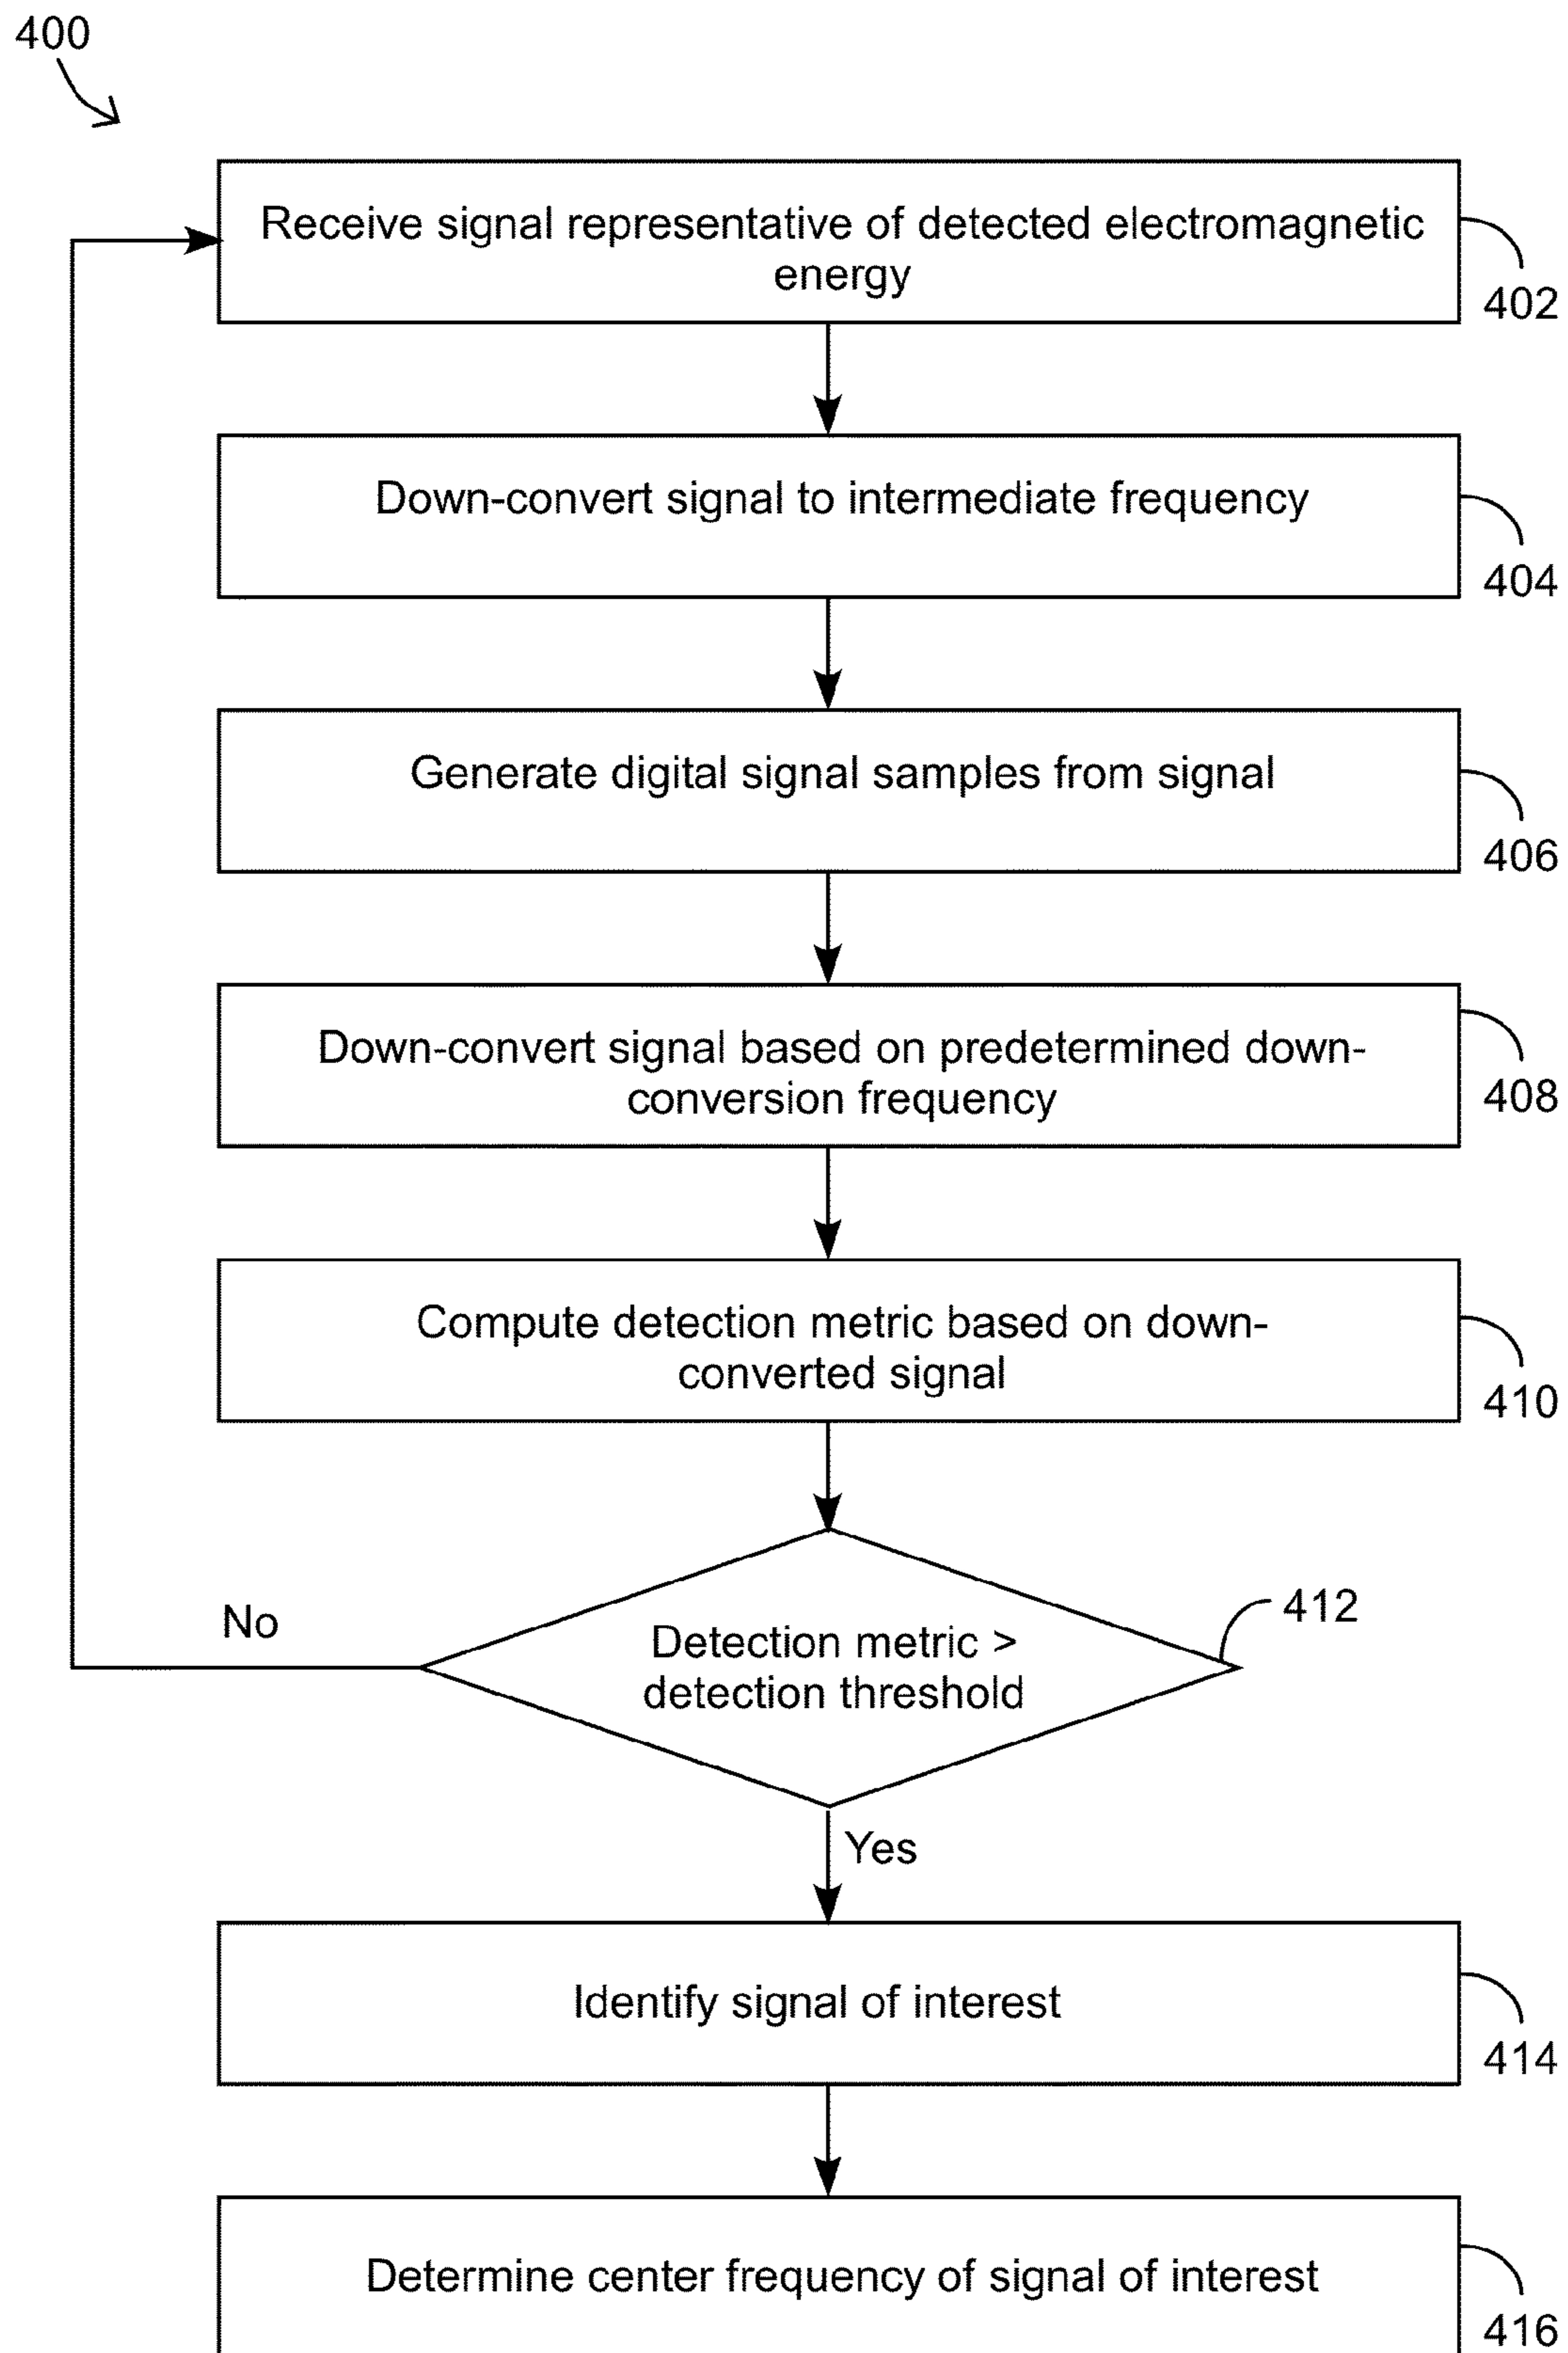 400
Receive signal representative of detected electromagnetic
energy
402
Down-convert signal to intermediate frequency
404
Generate digital signal samples from signal
406
Down-convert signal based on predetermined down-
conversion frequency
408
Compute detection metric based on down-
converted signal
410
412
No
Detection metric >
detection threshold
Yes
Identify signal of interest
414
Determine center frequency of signal of interest
416